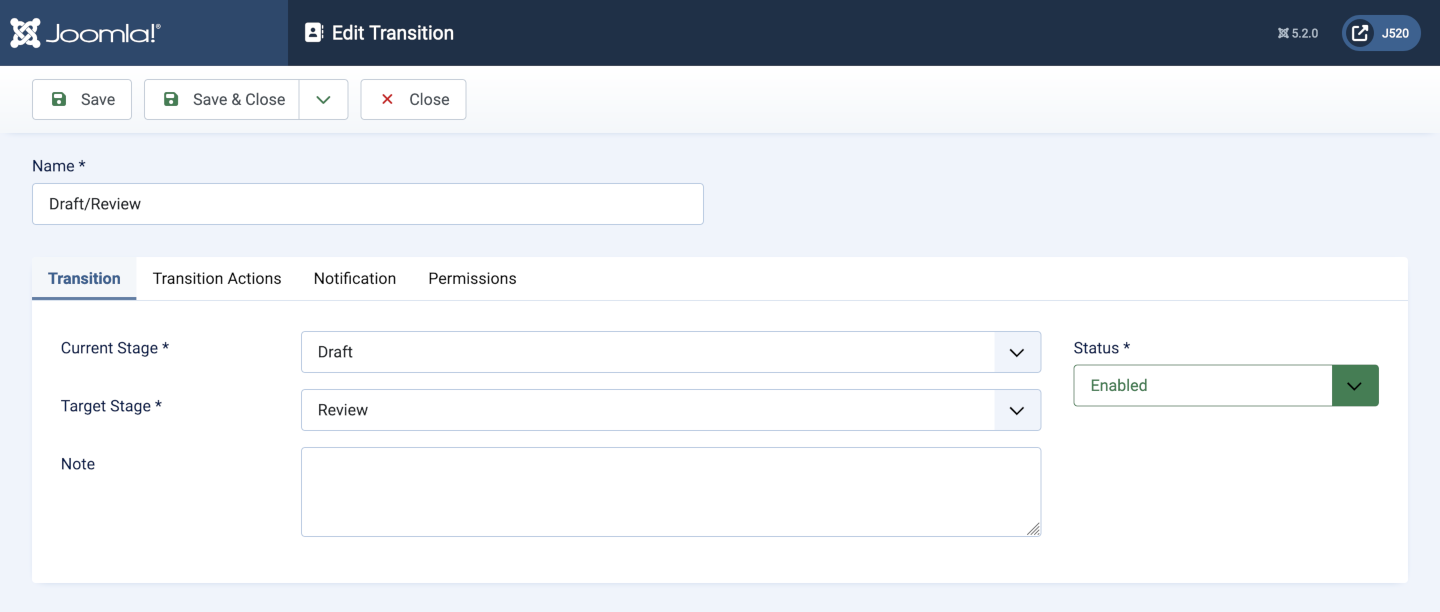 Joomla!® Edit Transition 5.2.0 J520
Save Save & Close Close
Name *
Draft/Review
Transition Transition Actions Notification Permissions
Current Stage * Draft Status *
Enabled
Target Stage * Review
Note